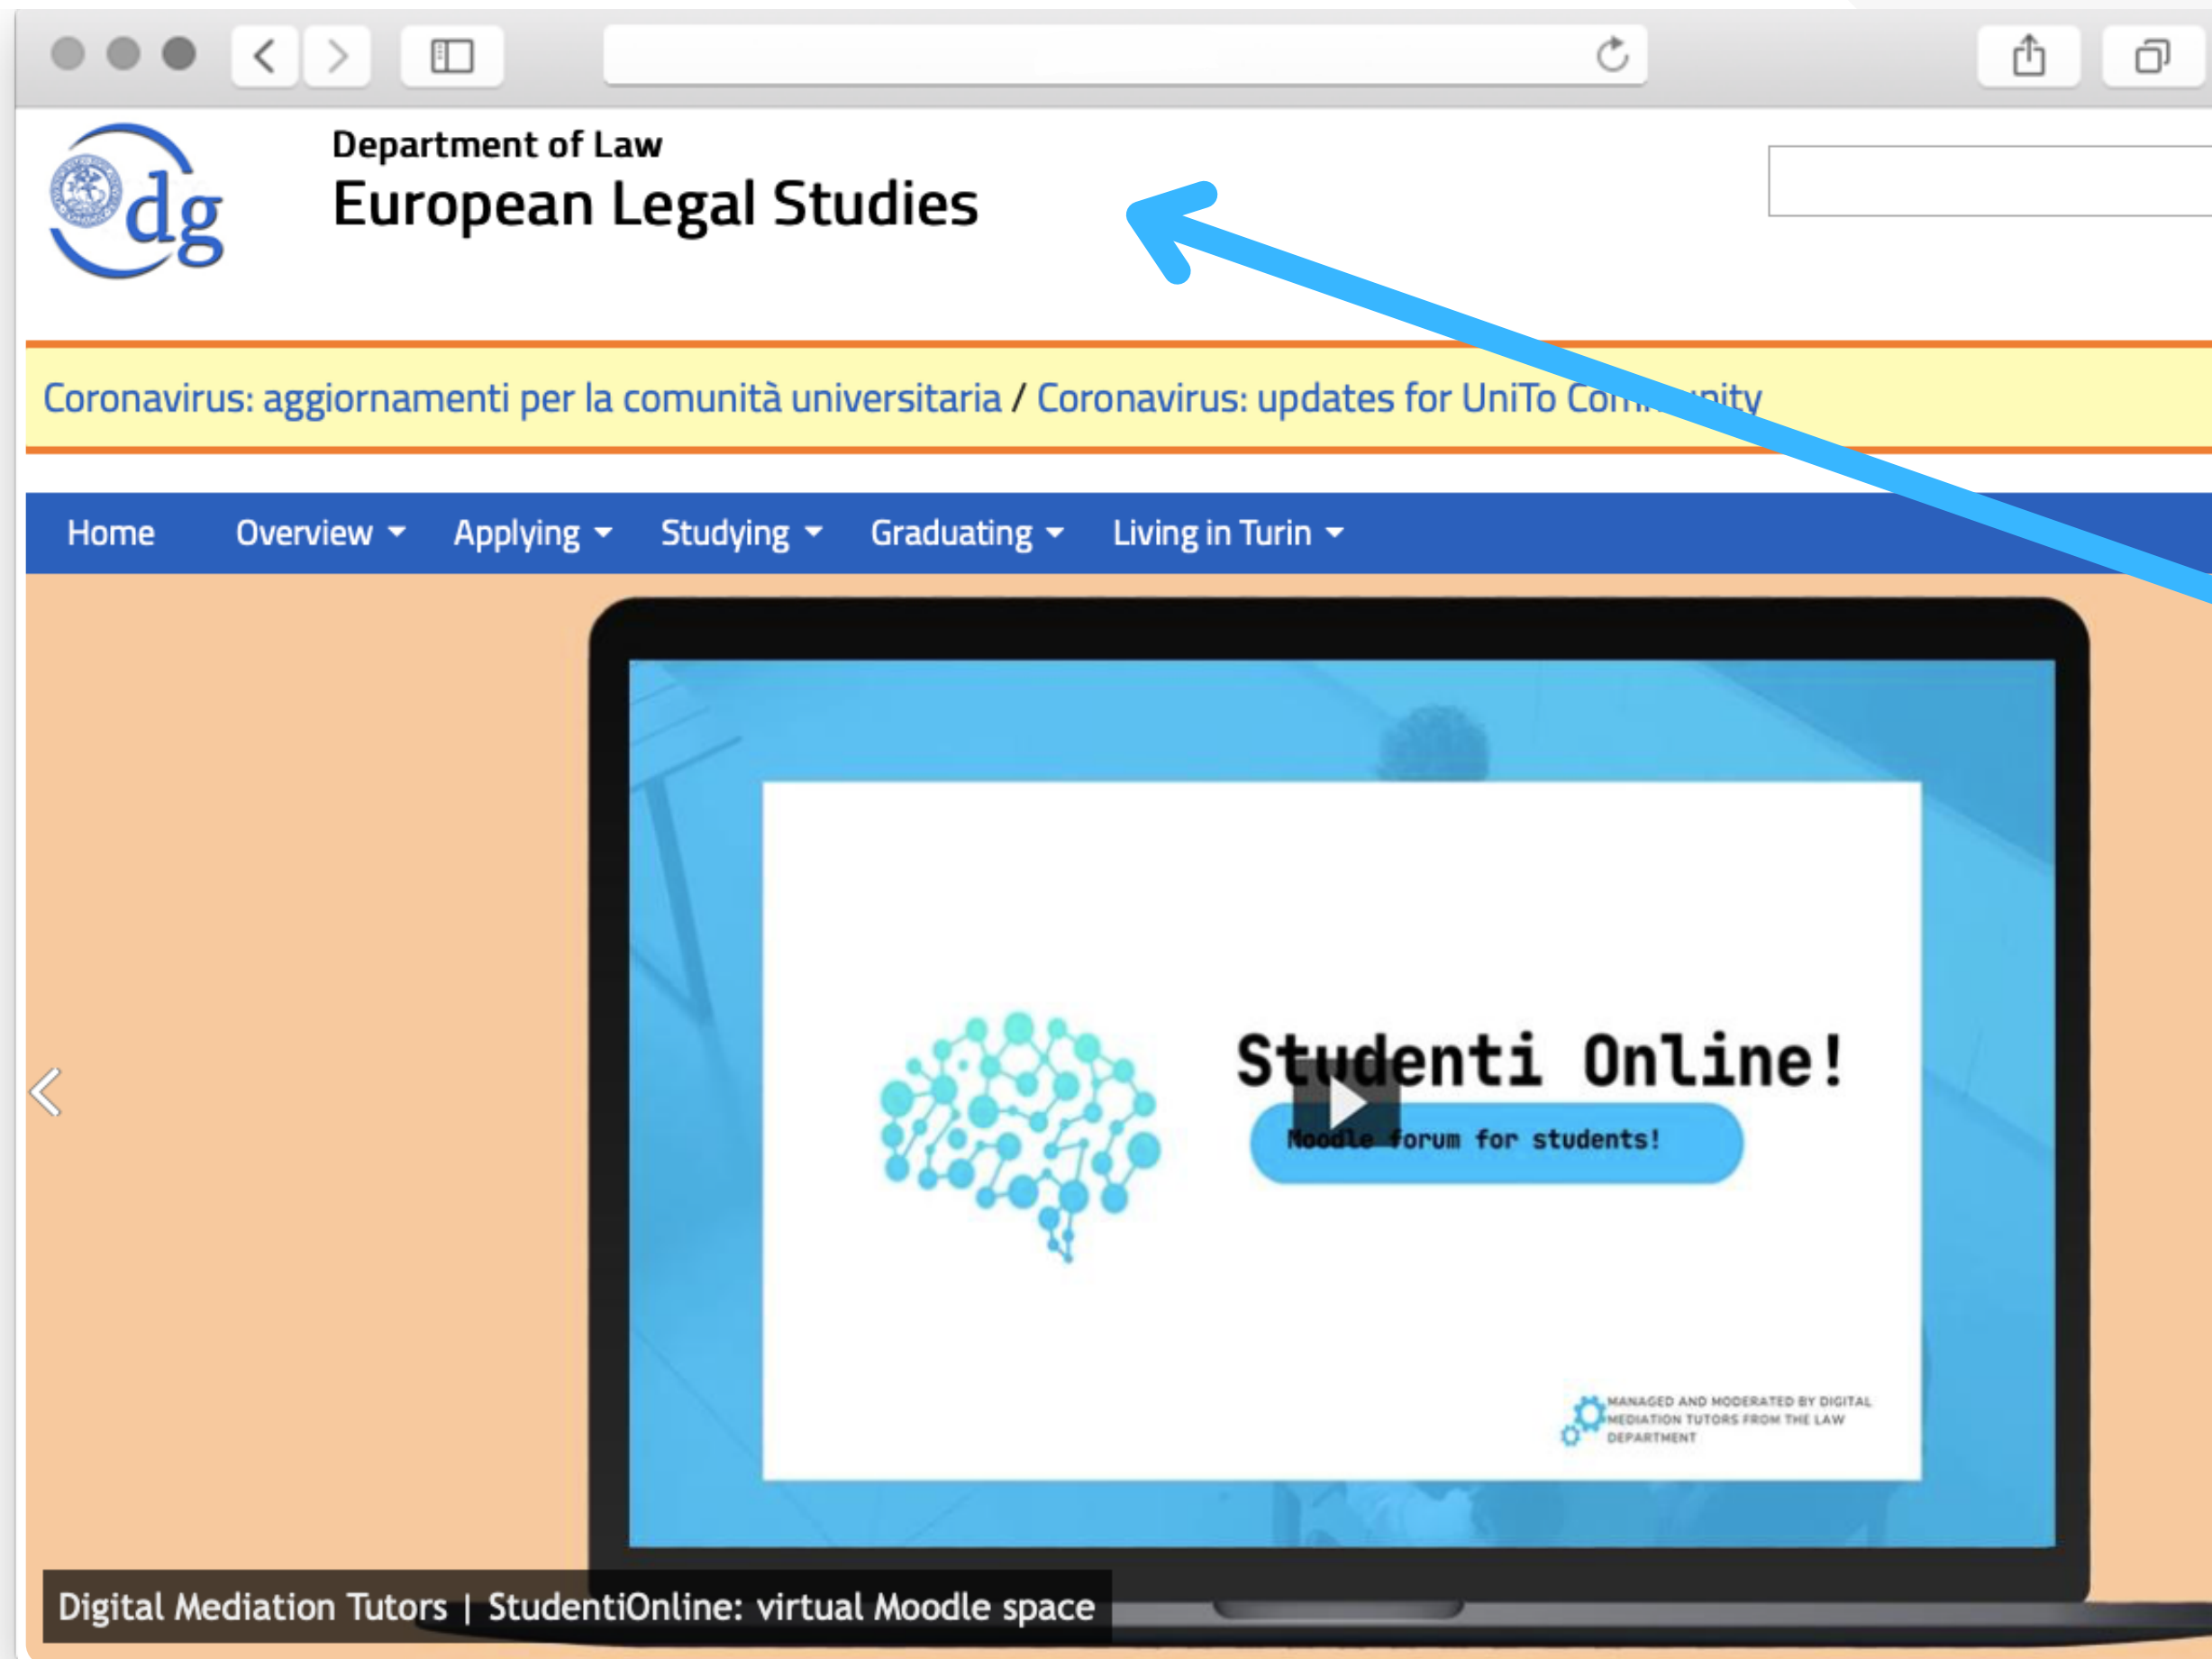 dg
Department of Law
European Legal Studies
Coronavirus: aggiornamenti per la comunità universitaria / Coronavirus: updates for UniTo Community
Home Overview Applying Studying Graduating Living in Turin
Studenti Online!
Moodle forum for students!
MANAGED AND MODERATED BY DIGITAL
MEDIATION TUTORS FROM THE LAW
DEPARTMENT
Digital Mediation Tutors | StudentiOnline: virtual Moodle space